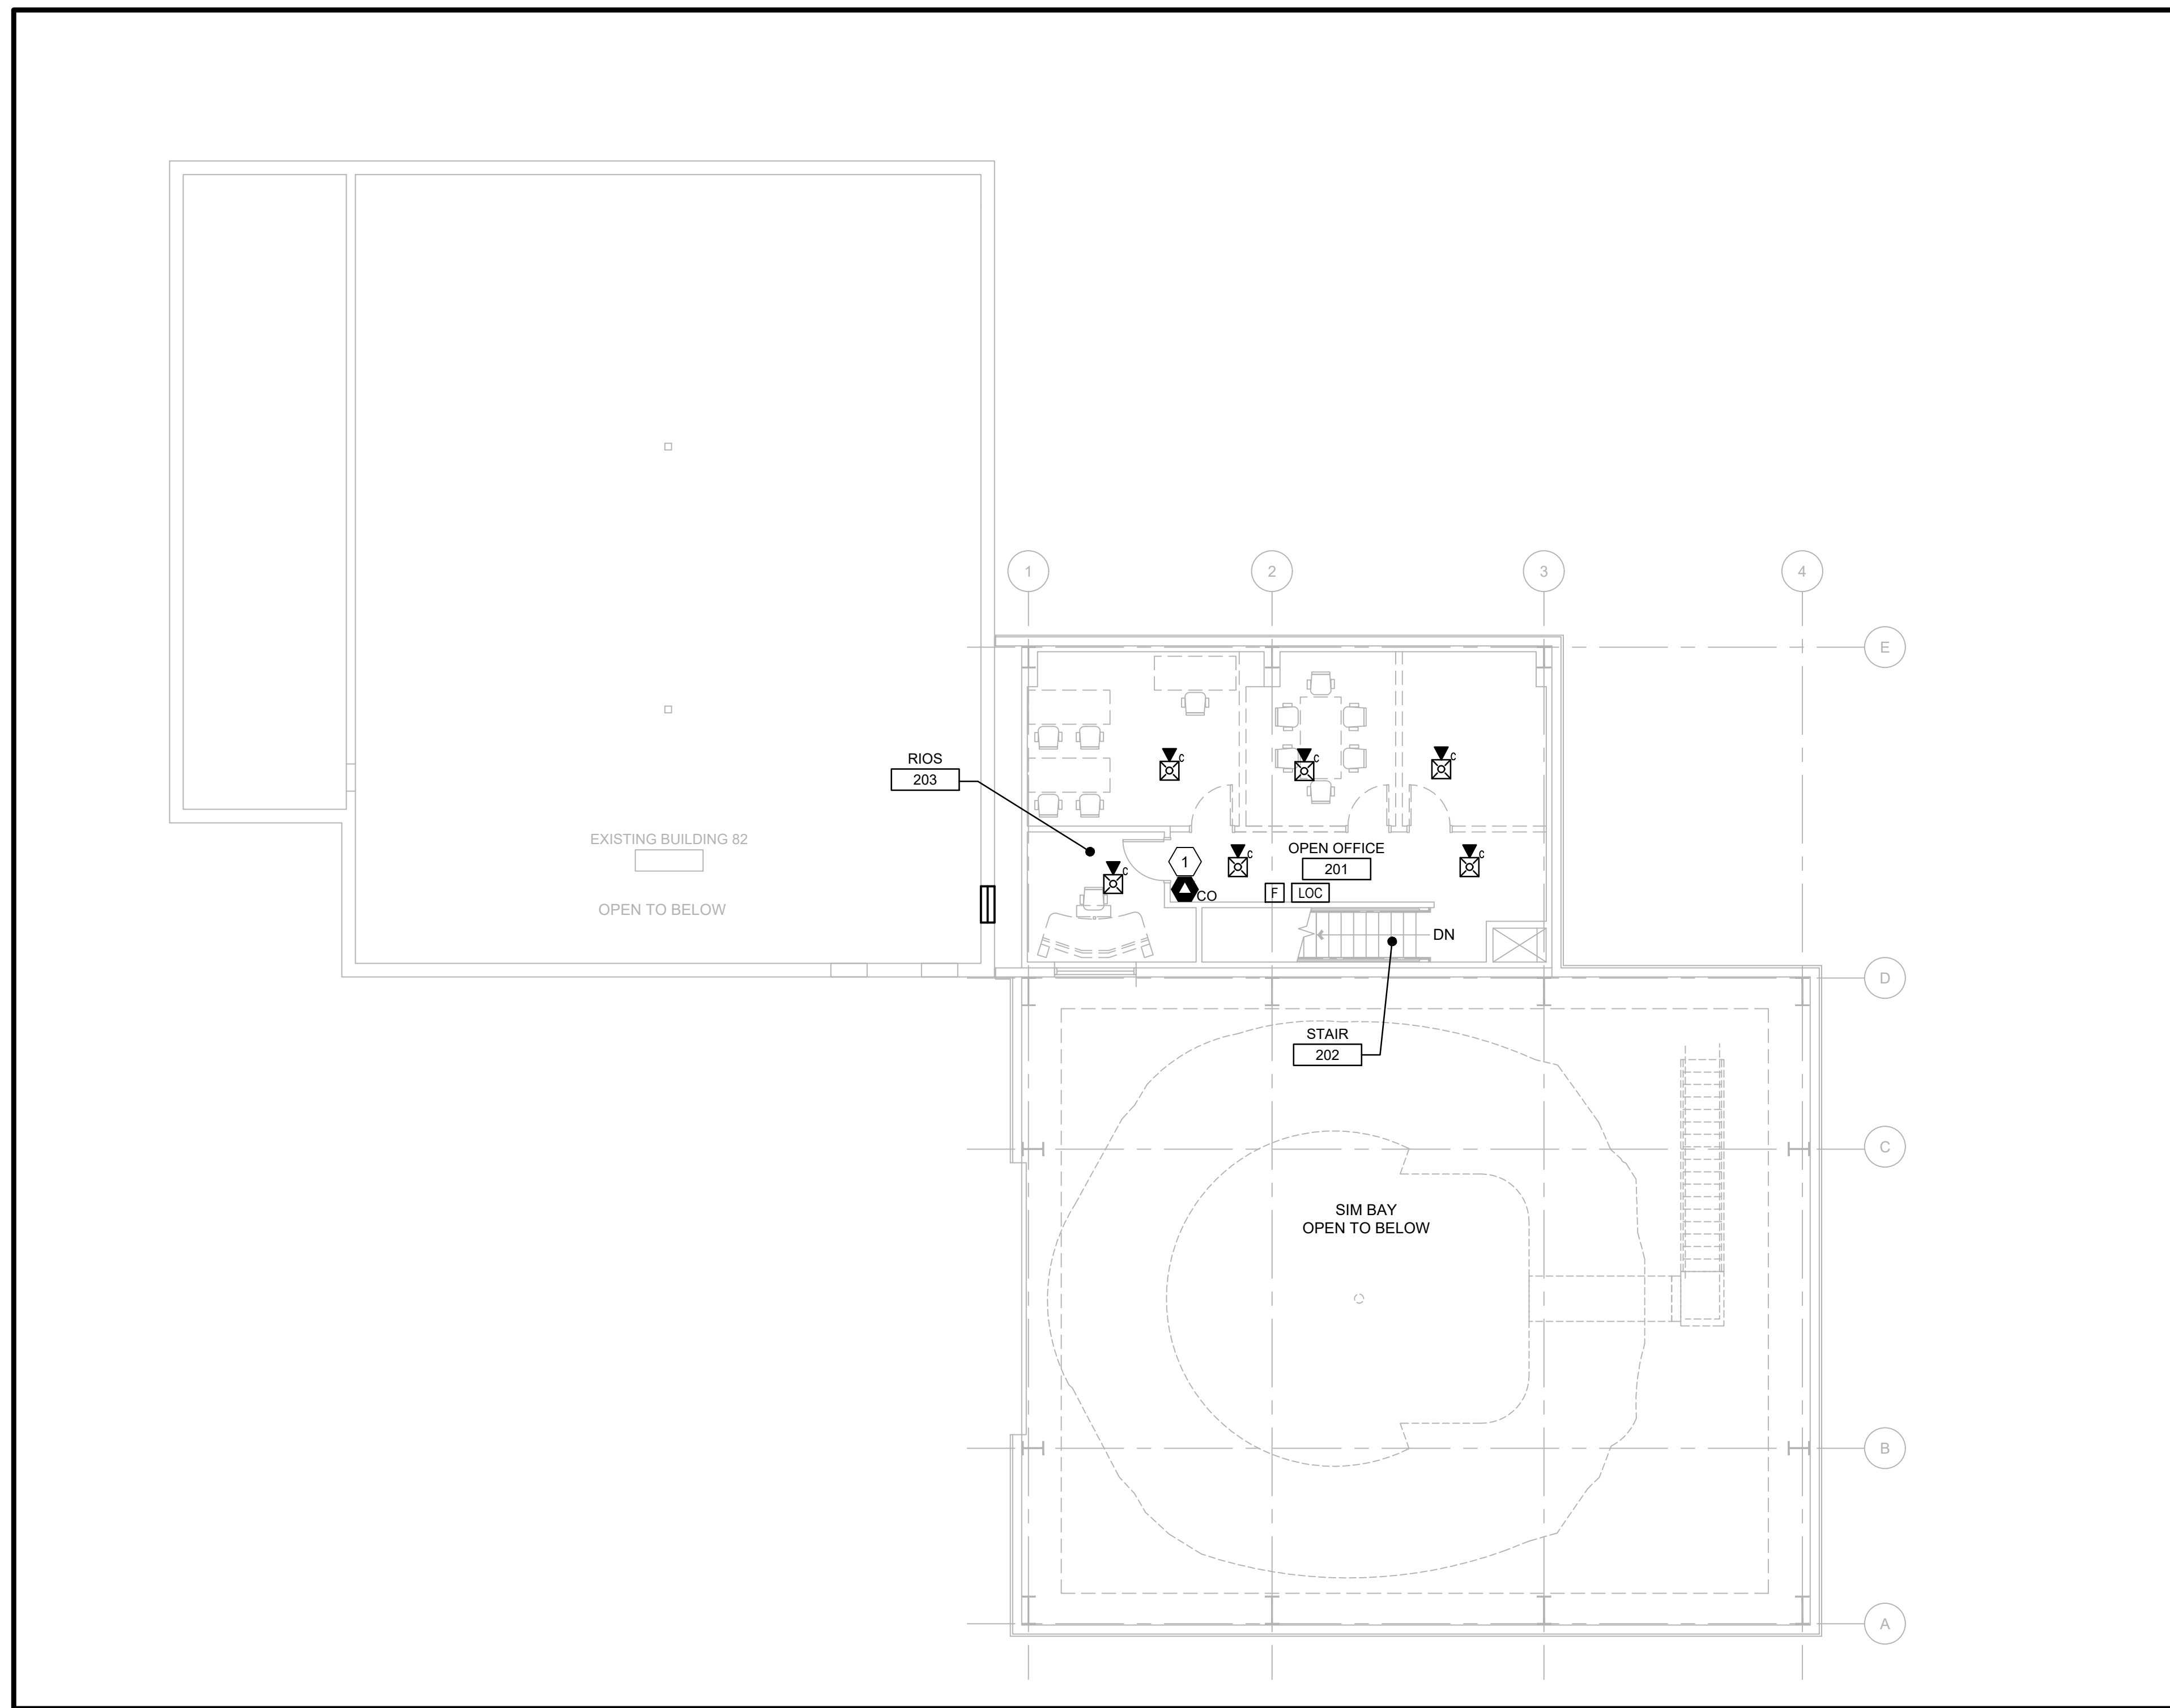 1
2
3
4
E
C
C
C
RIOS
203
EXISTING BUILDING 82
OPEN TO BELOW
1
CO
C
C
OPEN OFFICE
201
F
LOC
C
DN
D
STAIR
202
C
SIM BAY
OPEN TO BELOW
B
A